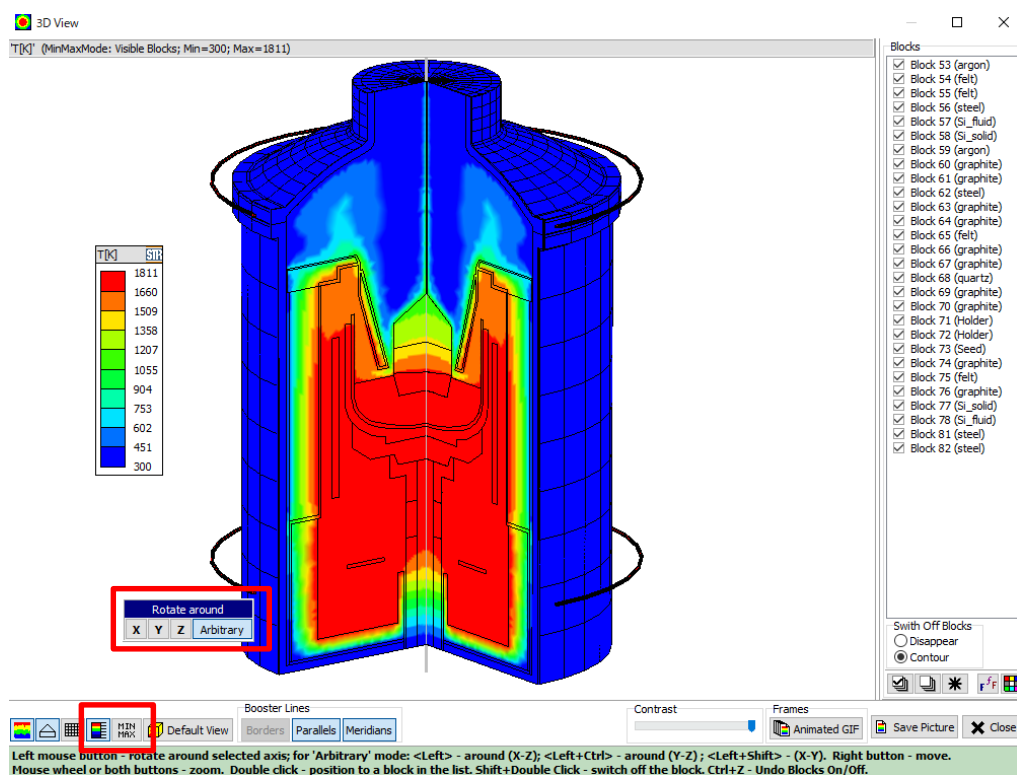 3D View
'T[K]' (MinMaxMode: Visible Blocks; Min=300; Max=1811)
Blocks
Block 53 (argon)
Block 54 (felt)
Block 55 (felt)
Block 56 (steel)
Block 57 (Si_fluid)
Block 58 (Si_solid)
Block 59 (argon)
Block 60 (graphite)
Block 61 (graphite)
Block 62 (steel)
Block 63 (graphite)
Block 64 (graphite)
Block 65 (felt)
Block 66 (graphite)
Block 67 (graphite)
Block 68 (quartz)
Block 69 (graphite)
Block 70 (graphite)
Block 71 (Holder)
Block 72 (Holder)
Block 73 (Seed)
Block 74 (graphite)
Block 75 (felt)
Block 76 (graphite)
Block 77 (Si_solid)
Block 78 (Si_fluid)
Block 81 (steel)
Block 82 (steel)
T[K]
1811
1660
1509
1358
1207
1055
904
753
602
451
300
Rotate around
X Y Z Arbitrary
Swith Off Blocks
Disappear
Contour
MIN
MAX
Default View
Booster Lines
Borders Parallels Meridians
Contrast
Frames
Animated GIF
Save Picture
Close
Left mouse button - rotate around selected axis; for 'Arbitrary' mode: <Left> - around (X-Z); <Left+Ctrl> - around (Y-Z) ; <Left+Shift> - (X-Y). Right button - move.
Mouse wheel or both buttons - zoom. Double click - position to a block in the list. Shift+Double Click - switch off the block. Ctrl+Z - Undo Blocks On/Off.